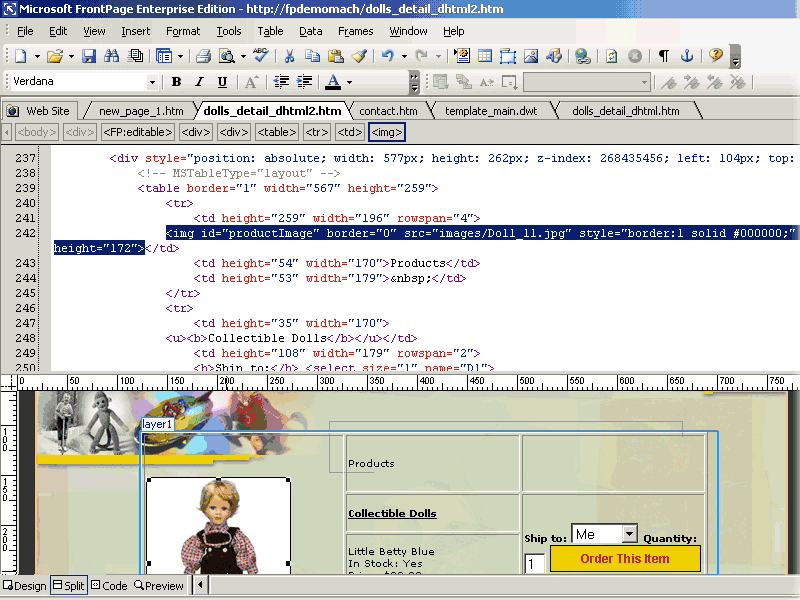 Microsoft FrontPage Enterprise Edition - http://fpdemomach/dolls_detail_dhtml2.htm
File Edit View Insert Format Tools Table Data Frames Window Help
Verdana B I U A A
Web Site new_page_1.htm dolls_detail_dhtml2.htm contact.htm template_main.dwt dolls_detail_dhtml.htm
<body> <div> <FP:editable> <div> <div> <table> <tr> <td> <img>
237 <div style="position: absolute; width: 577px; height: 262px; z-index: 268435456; left: 104px; top:
238 <!-- MSTableType="layout" -->
239 <table border="1" width="567" height="259">
240 <tr>
241 <td height="259" width="196" rowspan="4">
242 <img id="productImage" border="0" src="images/Doll_11.jpg" style="border:1 solid #000000;"
height="172"></td>
243 <td height="54" width="170">Products</td>
244 <td height="53" width="179">&nbsp;</td>
245 </tr>
246 <tr>
247 <td height="35" width="170">
248 <u><b>Collectible Dolls</b></u></td>
249 <td height="108" width="179" rowspan="2">
250 <b>Ship to:</b> <select size="1" name="D1">
0 50 100 150 200 250 300 350 400 450 500 550 600 650 700 750
100
150
200
layer1
Products
Collectible Dolls
Ship to: Me Quantity:
Little Betty Blue
1 Order This Item
In Stock: Yes
Design Split Code Preview